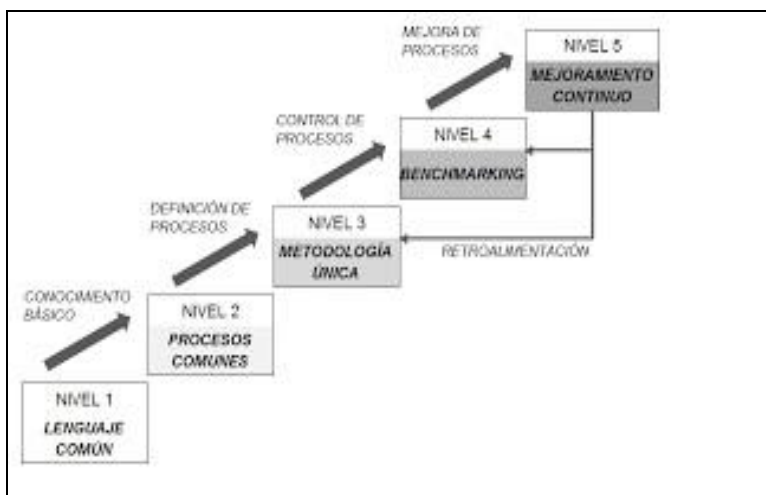 MEJORA DE
PROCESOS
NIVEL 5
MEJORAMIENTO
CONTINUO
CONTROL DE
PROCESOS
NIVEL 4
BENCHMARKING
DEFINICIÓN DE
PROCESOS
NIVEL 3
METODOLOGÍA
ÚNICA
RETROALIMENTACIÓN
CONOCIMIENTO
BÁSICO
NIVEL 2
PROCESOS
COMUNES
NIVEL 1
LENGUAJE
COMÚN